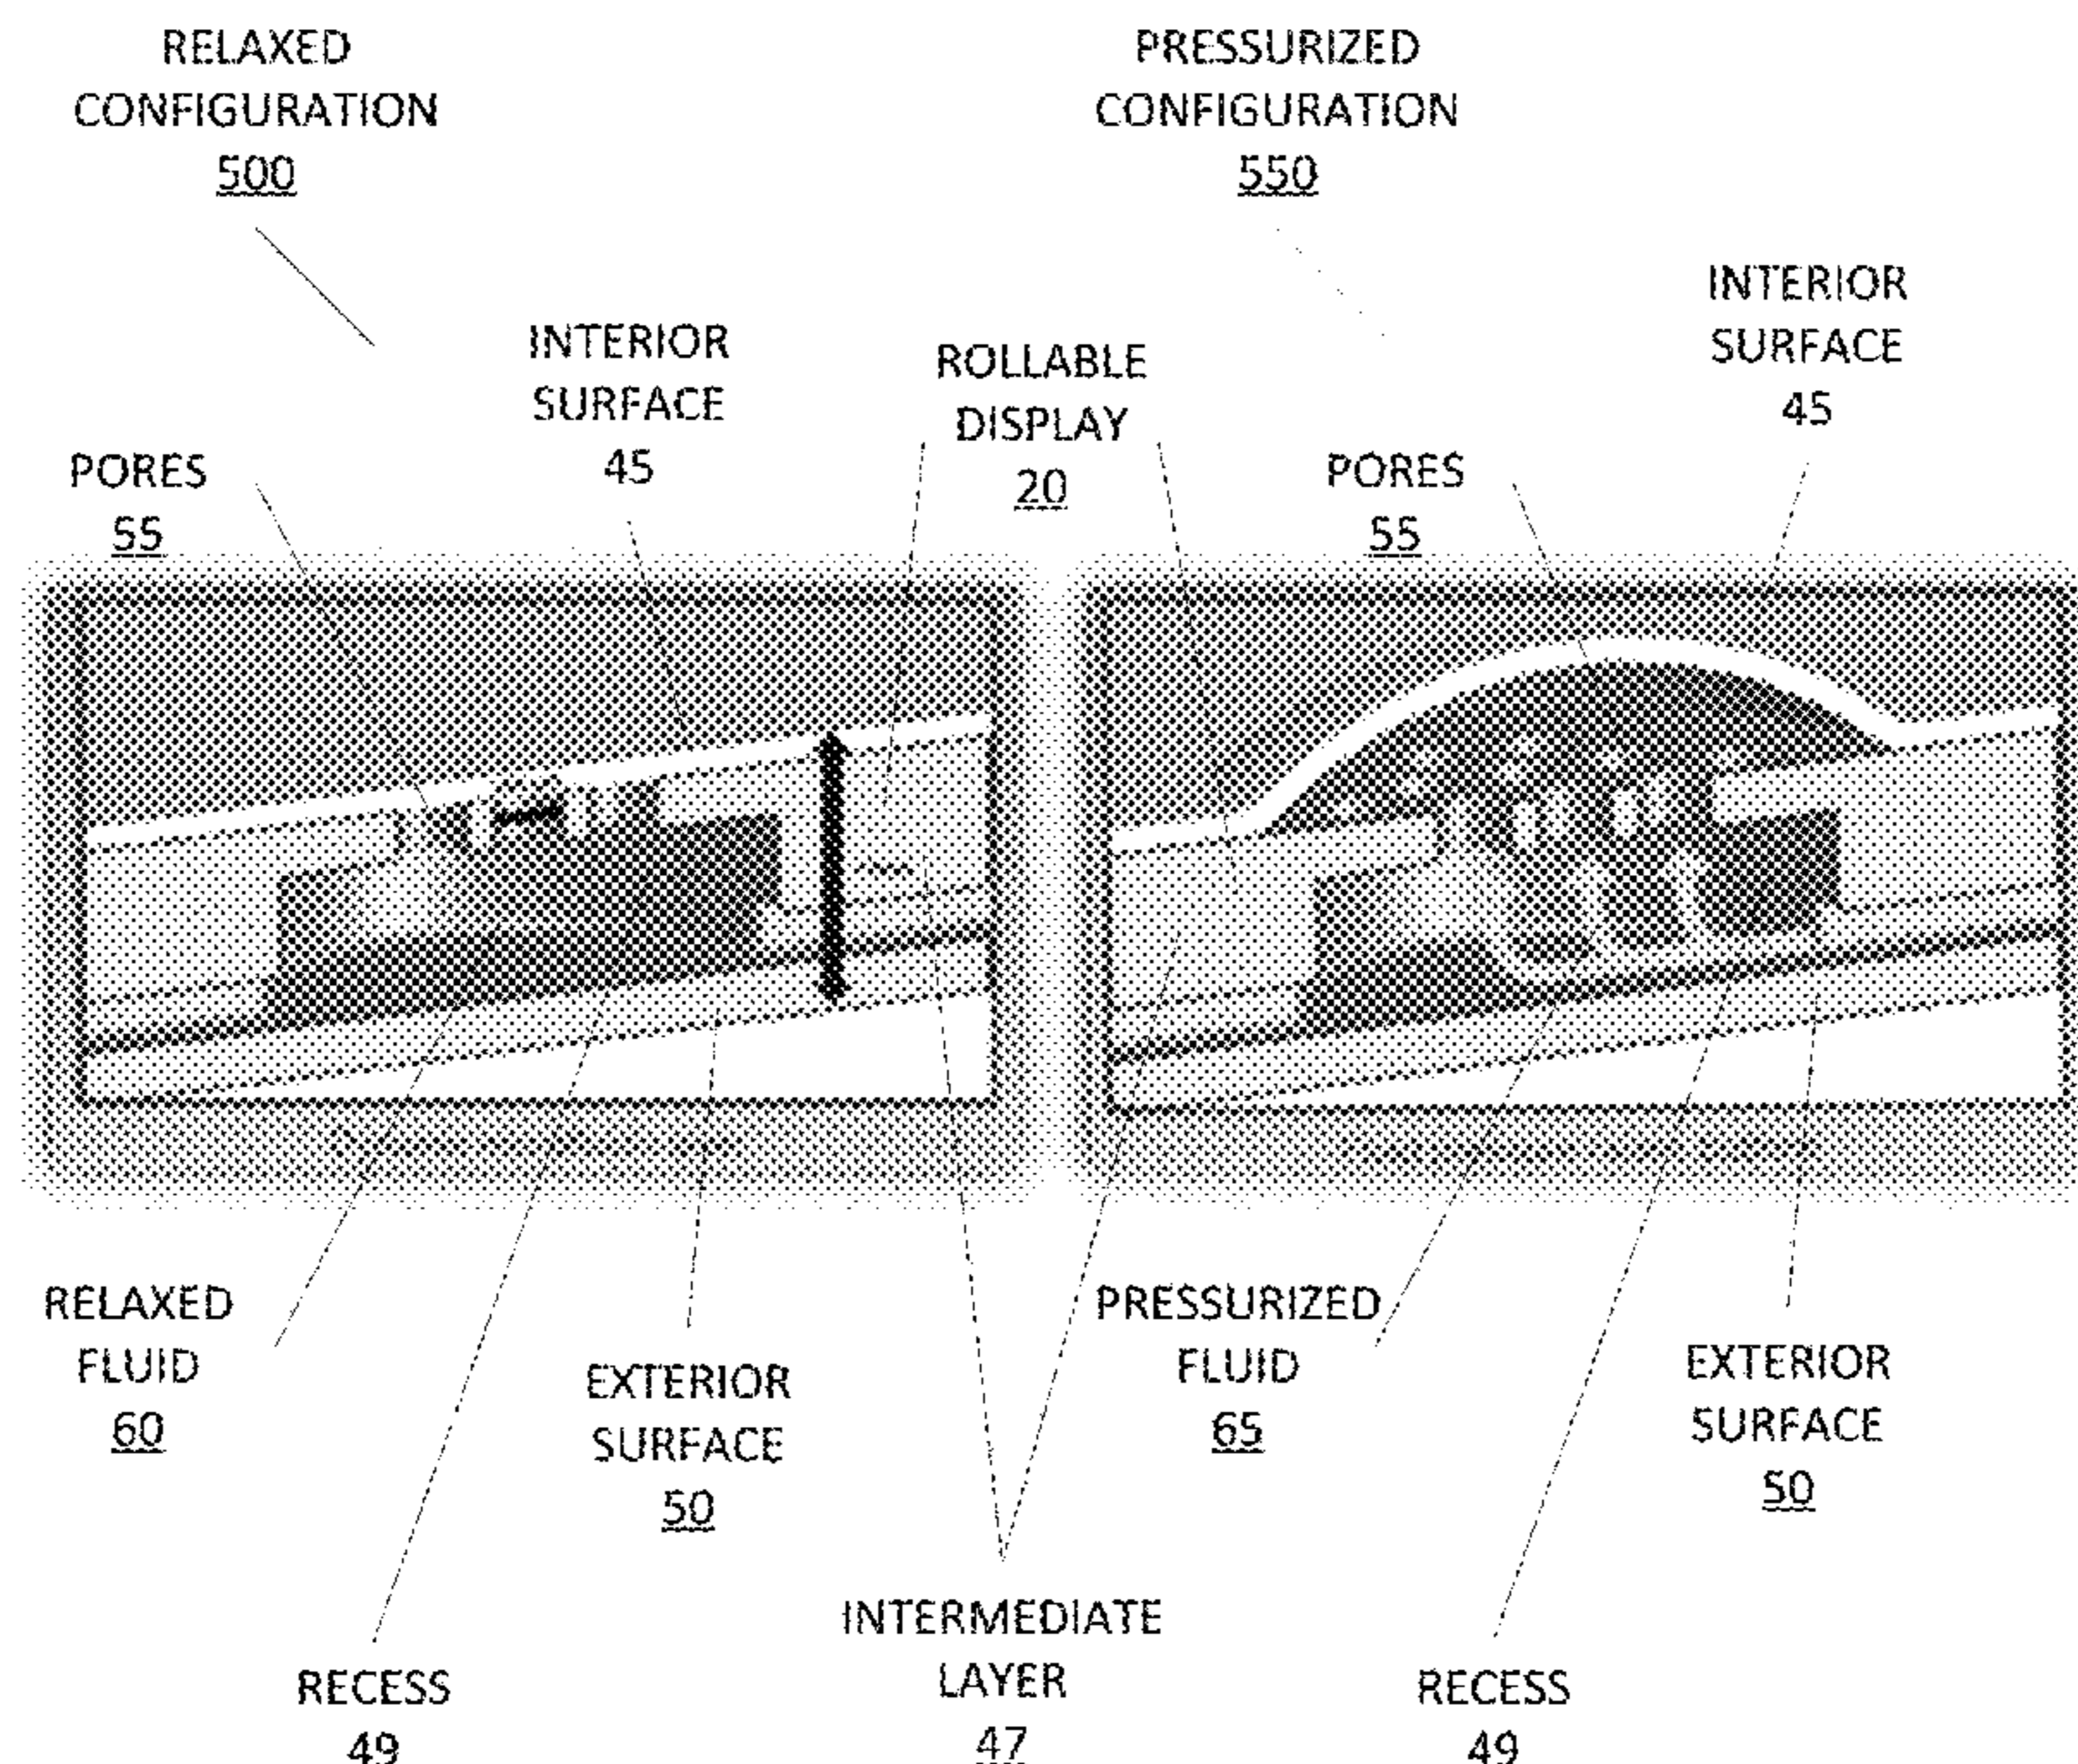 RELAXED
CONFIGURATION
500
PRESSURIZED
CONFIGURATION
550
INTERIOR
SURFACE
45
ROLLABLE
DISPLAY
20
INTERIOR
SURFACE
45
PORES
55
PORES
55
RELAXED
FLUID
60
EXTERIOR
SURFACE
50
PRESSURIZED
FLUID
65
EXTERIOR
SURFACE
50
RECESS
49
INTERMEDIATE
LAYER
47
RECESS
49